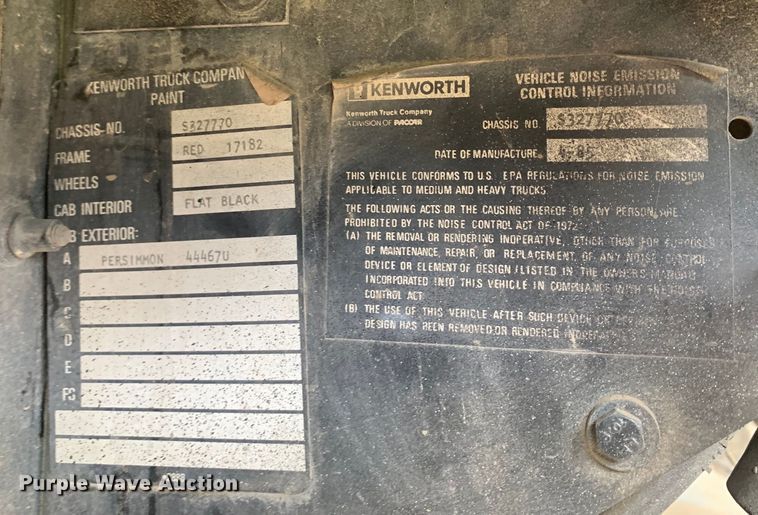 KENWORTH TRUCK COMPAN
PAINT
CHASSIS-NO. S327770
FRAME RED 17182
WHEELS
CAB INTERIOR FLAT BLACK
B EXTERIOR:
A PERSIMMON 44467U
B
C
D
E
KENWORTH
Kenworth Truck Company
A DIVISION OF PACCAR
VEHICLE NOISE EMISSION
CONTROL INFORMATION
CHASSIS NO. S327770
DATE OF MANUFACTURE
THIS VEHICLE CONFORMS TO U.S. EPA REGULATIONS FOR NOISE EMISSION
APPLICABLE TO MEDIUM AND HEAVY TRUCKS
THE FOLLOWING ACTS OR THE CAUSING THEREOF BY ANY PERSON ARE
PROHIBITED BY THE NOISE CONTROL ACT OF 1972
(A) THE REMOVAL OR RENDERING INOPERATIVE, OTHER THAN FOR PURPOSES
OF MAINTENANCE, REPAIR, OR REPLACEMENT, OF ANY NOISE CONTROL
DEVICE OR ELEMENT OF DESIGN (LISTED IN THE OWNERS MANUAL)
INCORPORATED INTO THIS VEHICLE IN COMPLIANCE WITH THE NOISE
CONTROL ACT
(B) THE USE OF THIS VEHICLE AFTER SUCH DEVICE OR
DESIGN HAS BEEN REMOVED OR RENDERED INOPERATIVE
Purple Wave Auction